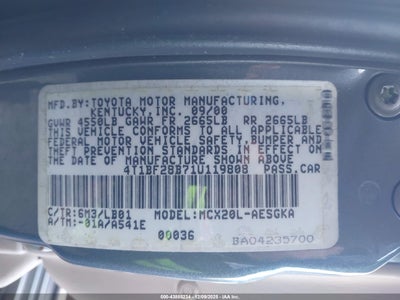 MFD.BY:TOYOTA MOTOR MANUFACTURING,
KENTUCKY, INC. 09/00
GVWR 4550LB GAWR FR 2665LB RR 2665LB
THIS VEHICLE CONFORMS TO ALL APPLICABLE
FEDERAL MOTOR VEHICLE SAFETY, BUMPER, AND
THEFT PREVENTION STANDARDS IN EFFECT ON THE
DATE OF MANUFACTURE SHOWN ABOVE.
4T1BF28B71U119808 PASS.CAR
C/TR:6M3/LB01 MODEL:MCX20L-AESGKA
A/TM:-01A/A541E
00036
BA04235700